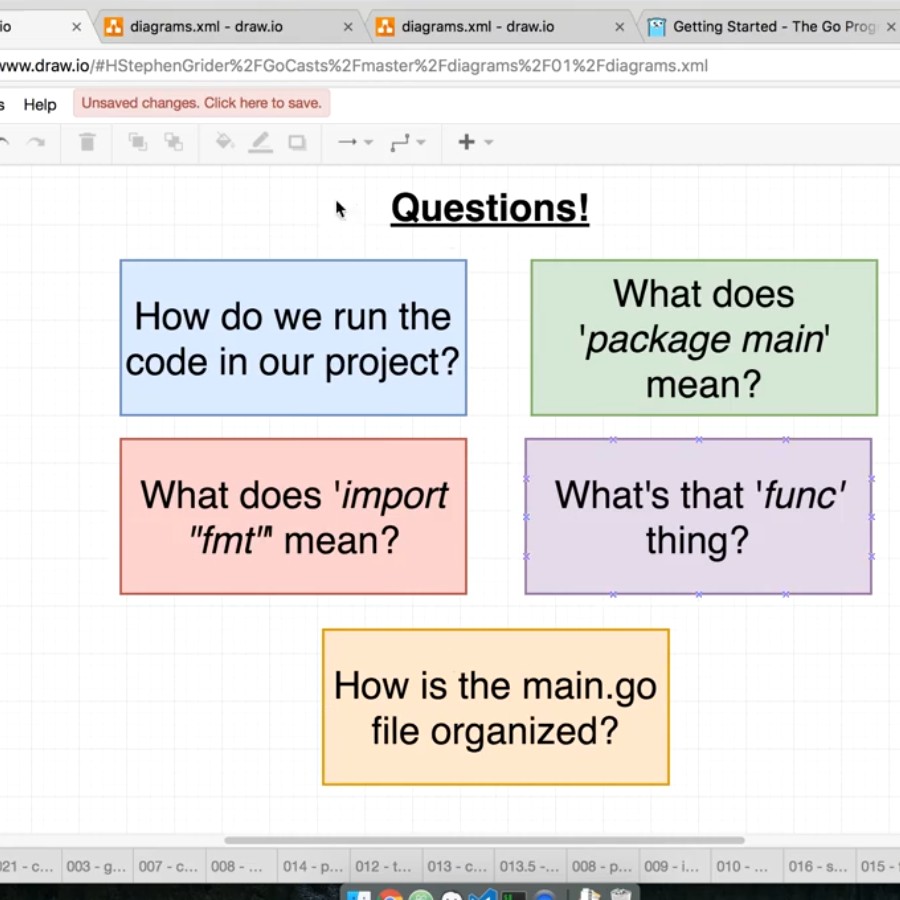 io
diagrams.xml - draw.io
diagrams.xml - draw.io
Getting Started - The Go Prog
www.draw.io/#HStephenGrider%2FGoCasts%2Fmaster%2Fdiagrams%2F01%2Fdiagrams.xml
s Help Unsaved changes. Click here to save.
Questions!
How do we run the
code in our project?
What does
'package main'
mean?
What does 'import
"fmt"' mean?
What's that 'func'
thing?
How is the main.go
file organized?
021 - c... 003 - g... 007 - c... 008 - ... 014 - p... 012 - t... 013 - c... 013.5 -... 008 - p... 009 - i... 010 - ... 016 - s... 015 -